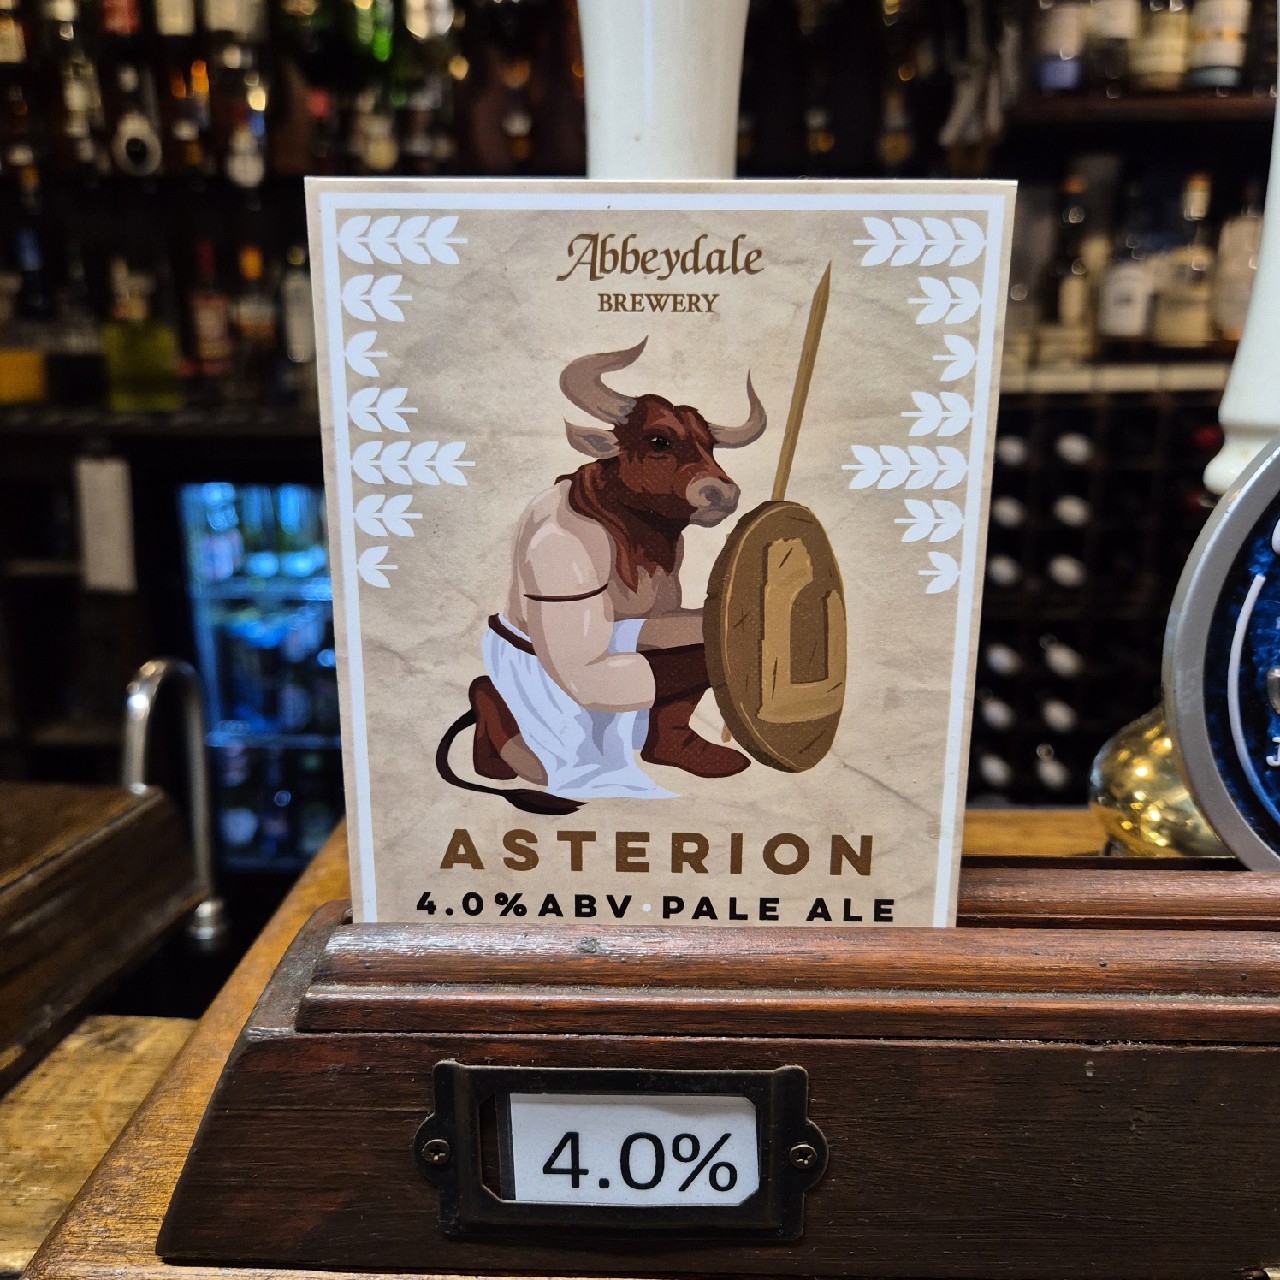 Abbeydale
BREWERY
ASTERION
4.0% ABV • PALE ALE
4.0%